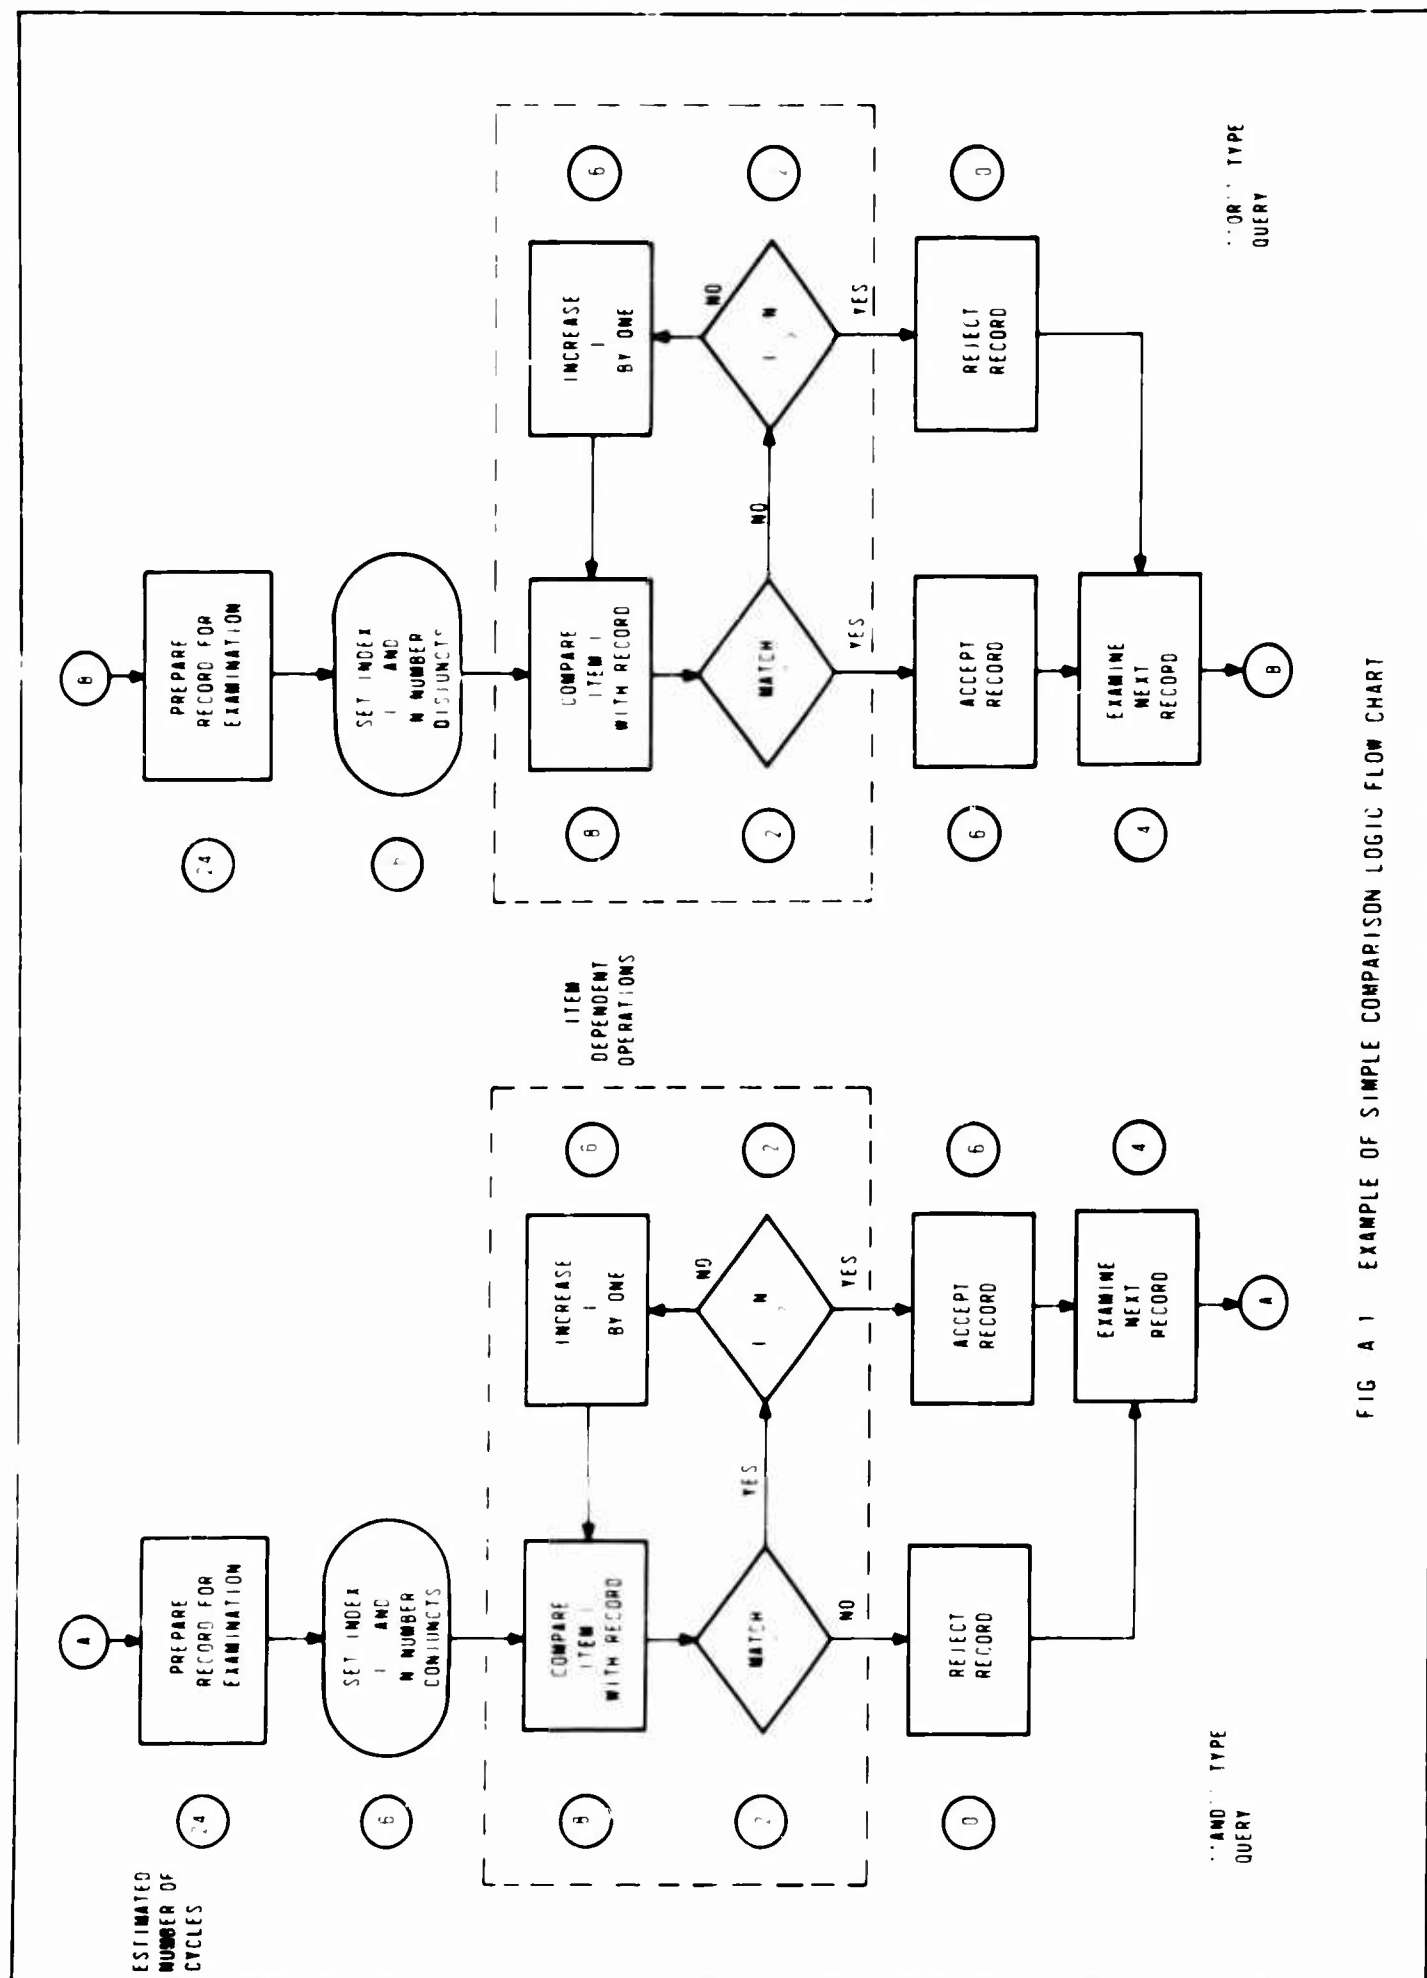 ESTIMATED
NUMBER OF
CYCLES
A
24
PREPARE
RECORD FOR
EXAMINATION
6
SET INDEX
I AND
N NUMBER
CONJUNCTS
8
COMPARE
ITEM I
WITH RECORD
INCREASE
I
BY ONE
6
2
MATCH
YES
I N
NO
2
NO
YES
0
REJECT
RECORD
ACCEPT
RECORD
6
EXAMINE
NEXT
RECORD
4
A
"AND" TYPE
QUERY
ITEM
DEPENDENT
OPERATIONS
B
24
PREPARE
RECORD FOR
EXAMINATION
6
SET INDEX
I AND
N NUMBER
DISJUNCTS
8
COMPARE
ITEM I
WITH RECORD
INCREASE
I
BY ONE
6
2
MATCH
NO
I N
NO
2
YES
YES
6
ACCEPT
RECORD
REJECT
RECORD
0
4
EXAMINE
NEXT
RECORD
B
"OR" TYPE
QUERY
FIG A 1 EXAMPLE OF SIMPLE COMPARISON LOGIC FLOW CHART